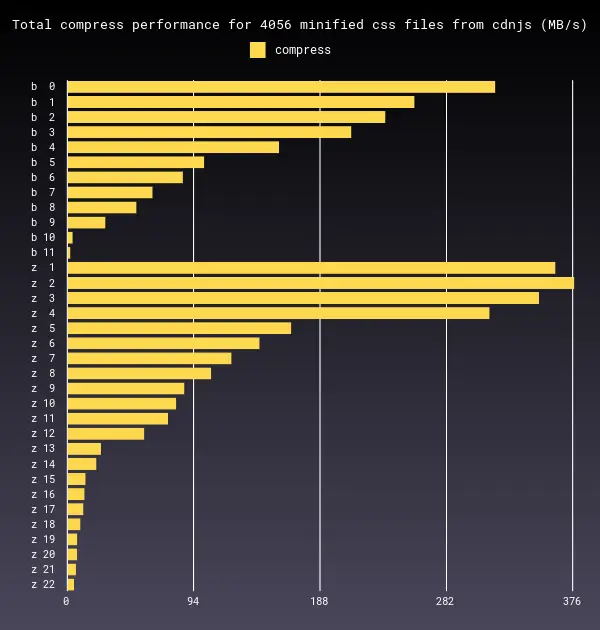 Total compress performance for 4056 minified css files from cdnjs (MB/s)
compress
b 0
b 1
b 2
b 3
b 4
b 5
b 6
b 7
b 8
b 9
b 10
b 11
z 1
z 2
z 3
z 4
z 5
z 6
z 7
z 8
z 9
z 10
z 11
z 12
z 13
z 14
z 15
z 16
z 17
z 18
z 19
z 20
z 21
z 22
0 94 188 282 376